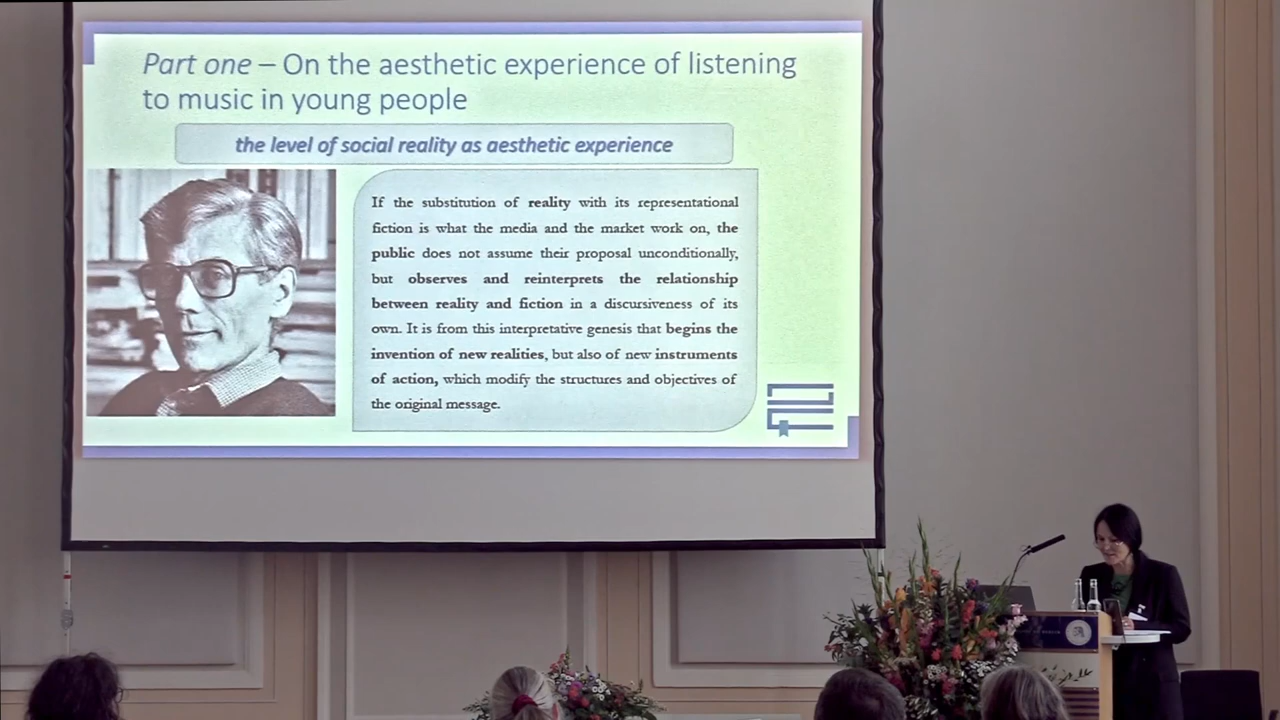 Part one – On the aesthetic experience of listening
to music in young people
the level of social reality as aesthetic experience
If the substitution of reality with its representational
fiction is what the media and the market work on, the
public does not assume their proposal unconditionally,
but observes and reinterprets the relationship
between reality and fiction in a discursiveness of its
own. It is from this interpretative genesis that begins the
invention of new realities, but also of new instruments
of action, which modify the structures and objectives of
the original message.